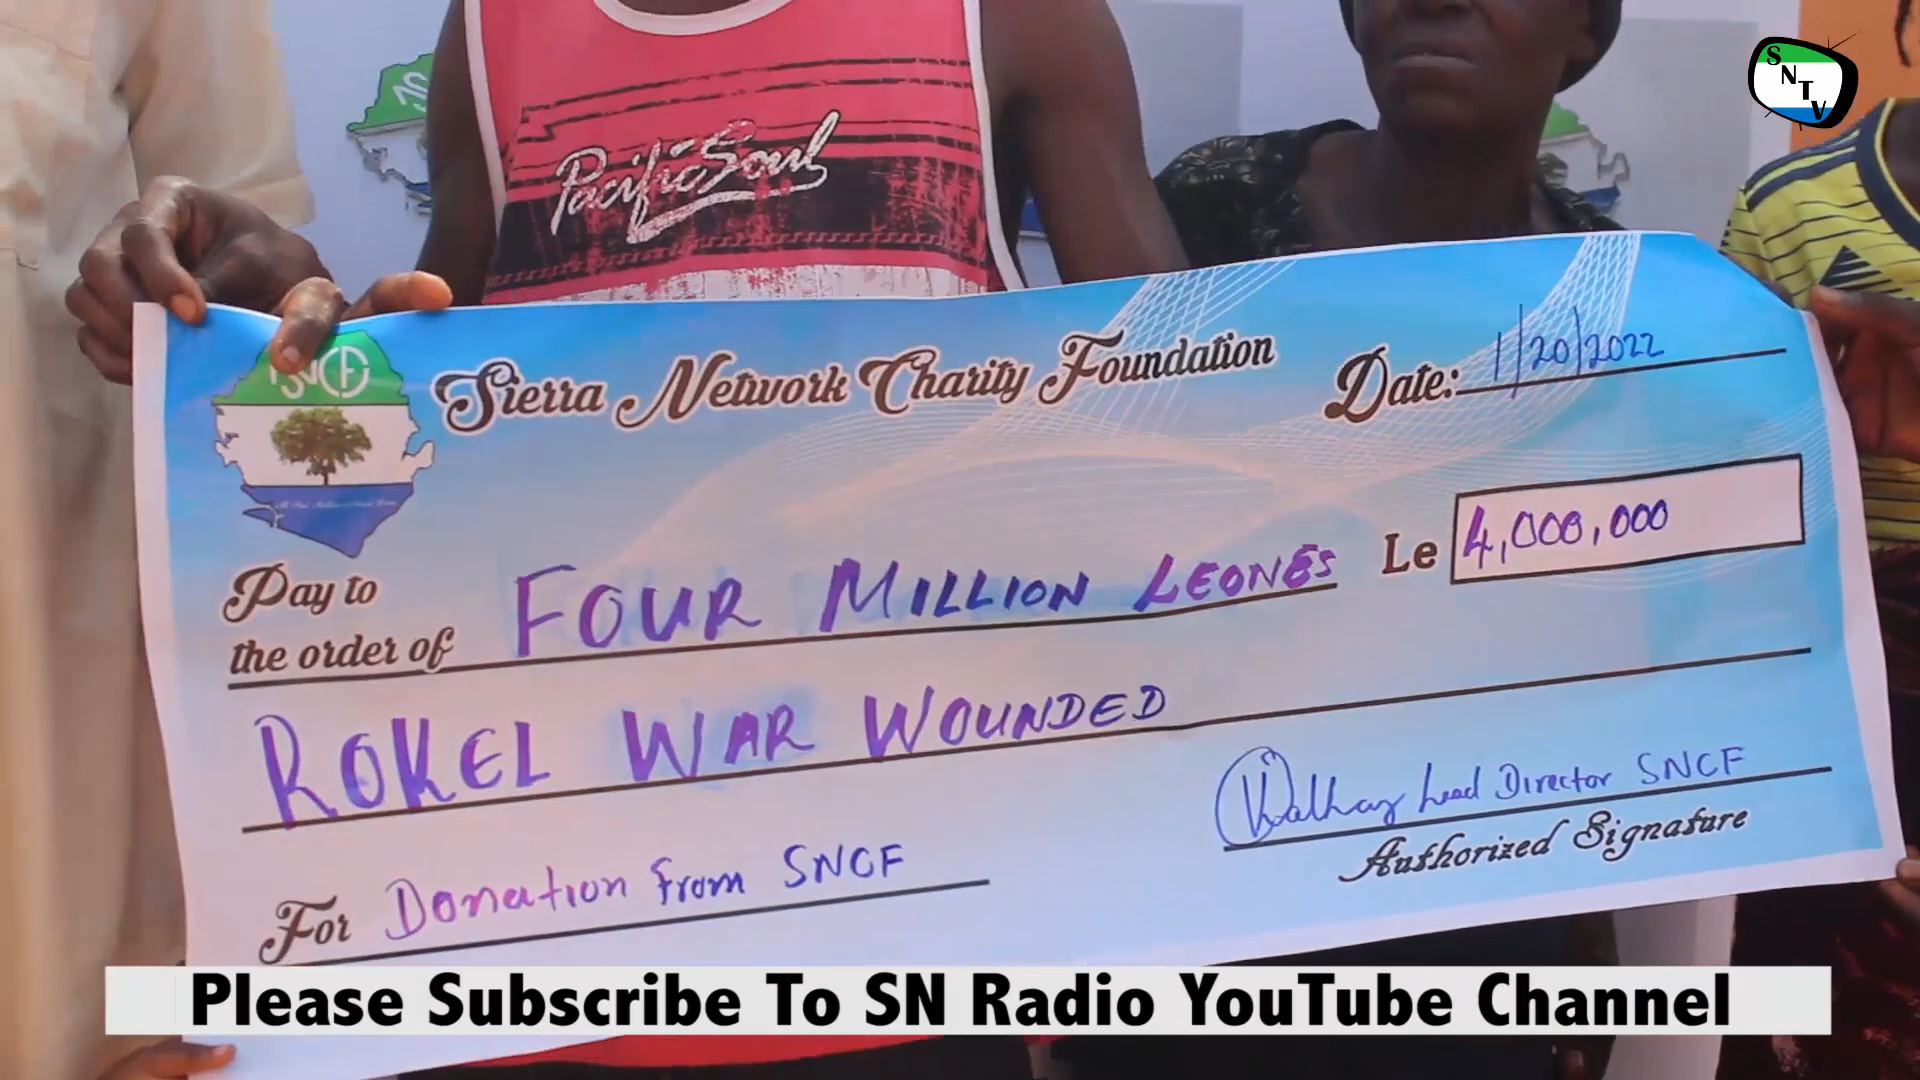 SNTV
Pacific Soul
SNCF
Sierra Network Charity Foundation
Date: 1/20/2022
Le 4,000,000
Pay to
the order of FOUR MILLION LEONES
ROKEL WAR WOUNDED
Lead Director SNCF
Authorized Signature
For Donation from SNCF
Please Subscribe To SN Radio YouTube Channel